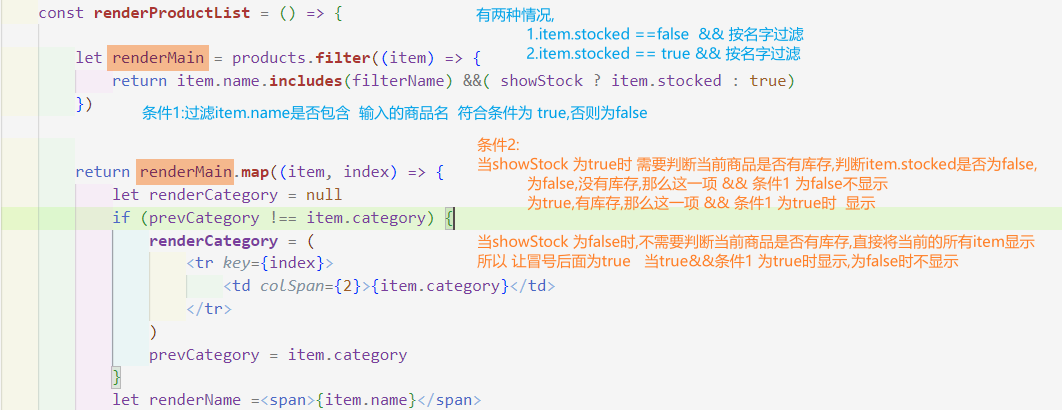 const renderProductList = () => {
有两种情况,
1.item.stocked ==false  && 按名字过滤
let renderMain = products.filter((item) => {
2.item.stocked == true && 按名字过滤
return item.name.includes(filterName) &&( showStock ? item.stocked : true)
})
条件1:过滤item.name是否包含  输入的商品名  符合条件为 true,否则为false
条件2:
当showStock 为true时 需要判断当前商品是否有库存,判断item.stocked是否为false,
return renderMain.map((item, index) => {
为false,没有库存,那么这一项 && 条件1 为false不显示
let renderCategory = null
为true,有库存,那么这一项 && 条件1 为true时  显示
if (prevCategory !== item.category) {
renderCategory = (
当showStock 为false时,不需要判断当前商品是否有库存,直接将当前的所有item显示
<tr key={index}>
所以 让冒号后面为true   当true&&条件1 为true时显示,为false时不显示
<td colSpan={2}>{item.category}</td>
</tr>
)
prevCategory = item.category
}
let renderName =<span>{item.name}</span>